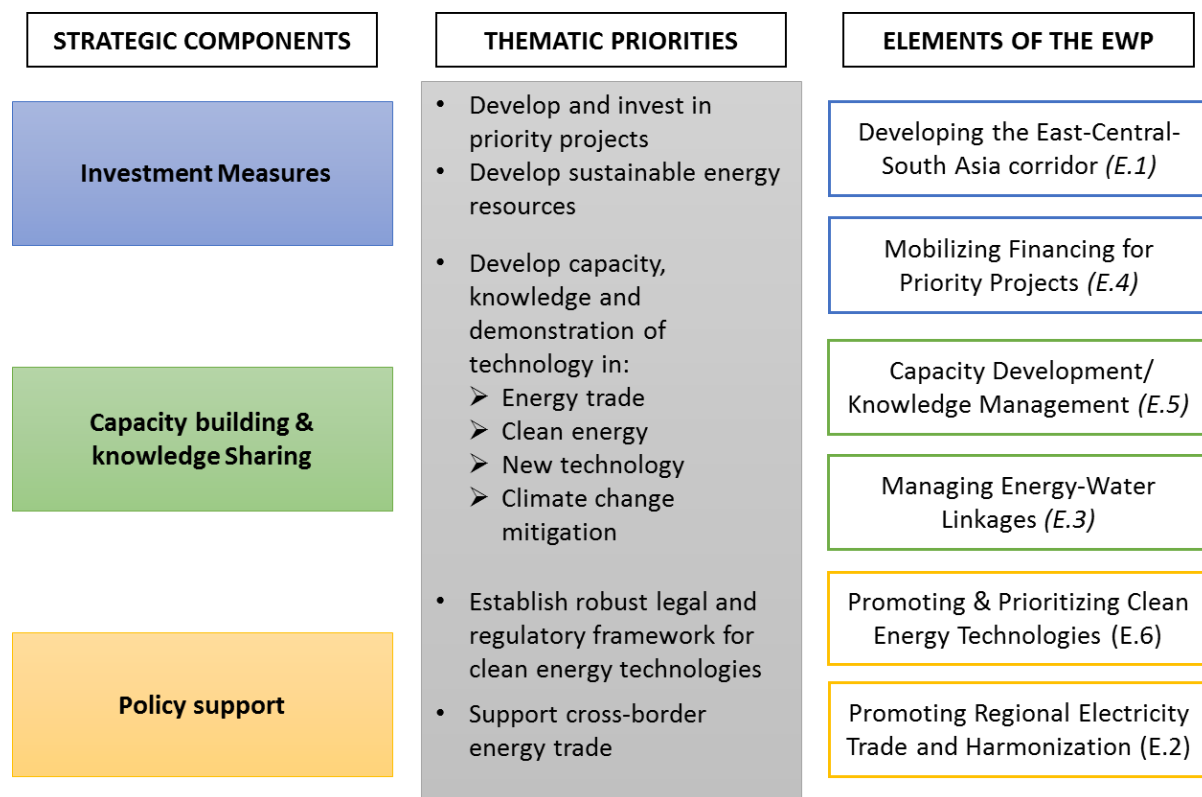 STRATEGIC COMPONENTS
Investment Measures
Capacity building &
knowledge Sharing
Policy support
THEMATIC PRIORITIES
• Develop and invest in
priority projects
• Develop sustainable energy
resources
• Develop capacity,
knowledge and
demonstration of
technology in:
➢ Energy trade
➢ Clean energy
➢ New technology
➢ Climate change
mitigation
• Establish robust legal and
regulatory framework for
clean energy technologies
• Support cross-border
energy trade
ELEMENTS OF THE EWP
Developing the East-Central-
South Asia corridor (E.1)
Mobilizing Financing for
Priority Projects (E.4)
Capacity Development/
Knowledge Management (E.5)
Managing Energy-Water
Linkages (E.3)
Promoting & Prioritizing Clean
Energy Technologies (E.6)
Promoting Regional Electricity
Trade and Harmonization (E.2)